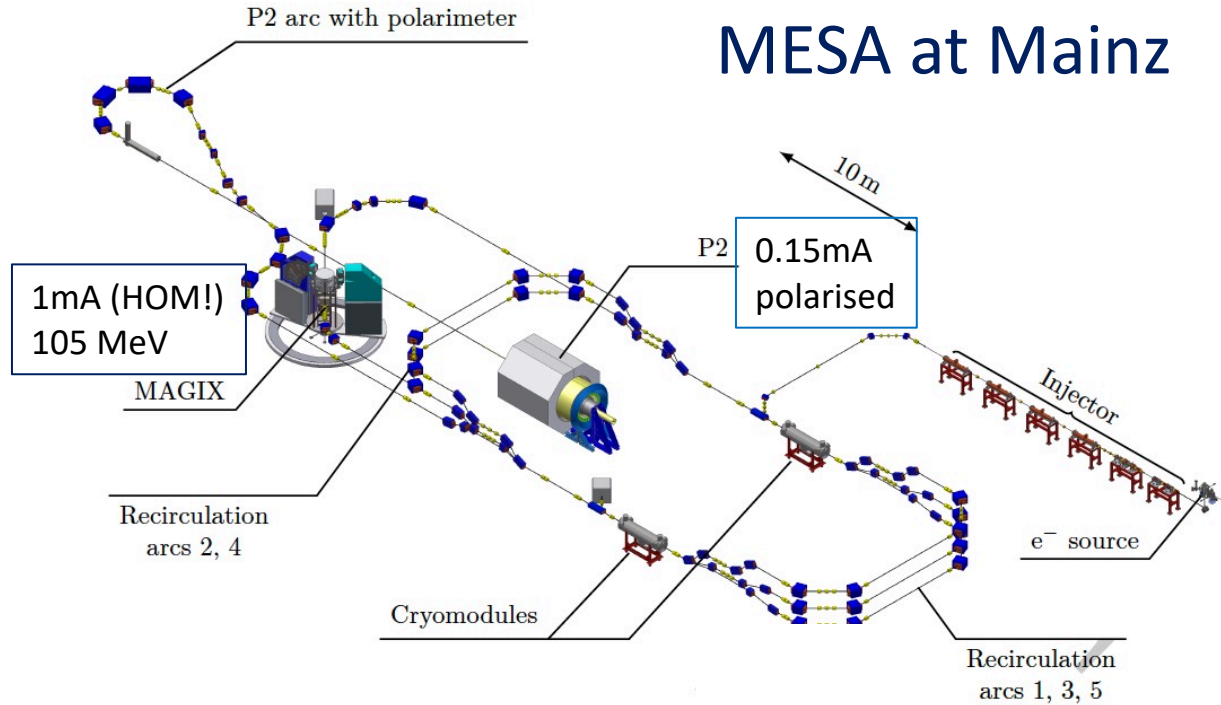 P2 arc with polarimeter
MESA at Mainz
10 m
P2
0.15mA
polarised
1mA (HOM!)
105 MeV
MAGIX
Injector
Recirculation
arcs 2, 4
e⁻ source
Cryomodules
Recirculation
arcs 1, 3, 5